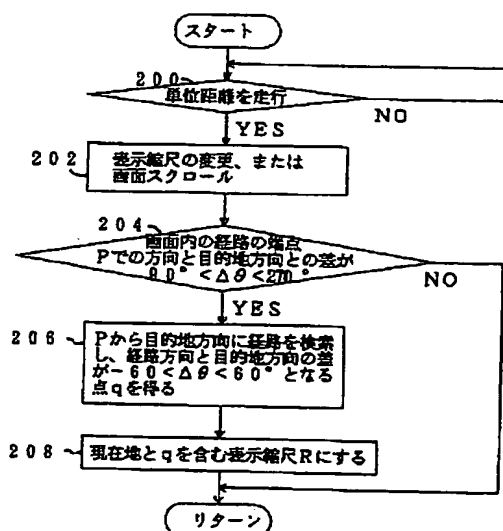 スタート
200
単位距離を走行
NO
YES
202
表示縮尺の変更、または
画面スクロール
204
画面内の経路の端点
Pでの方向と目的地方向との差が
90°<Δθ<270°
NO
YES
206
Pから目的地方向に経路を検索
し、経路方向と目的地方向の差
が-60<Δθ<60°となる
点qを得る
208
現在地とqを含む表示縮尺Rにする
リターン